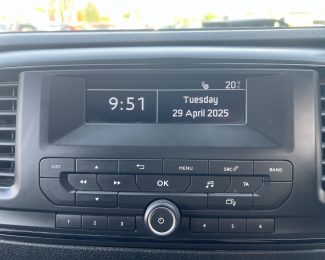 20°
9:51
Tuesday
29 April 2025
LIST
MENU
SRC
BAND
OK
TA
1 2 3 4 5 6